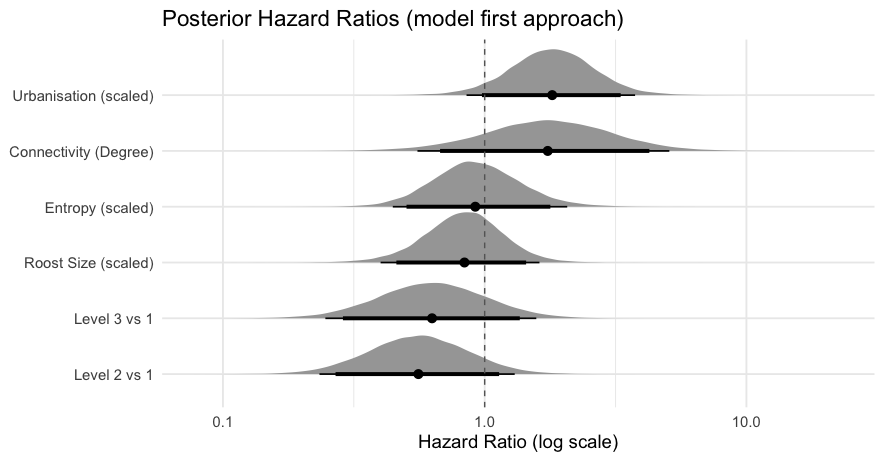 Posterior Hazard Ratios (model first approach)
Urbanisation (scaled)
Connectivity (Degree)
Entropy (scaled)
Roost Size (scaled)
Level 3 vs 1
Level 2 vs 1
0.1 1.0 10.0
Hazard Ratio (log scale)